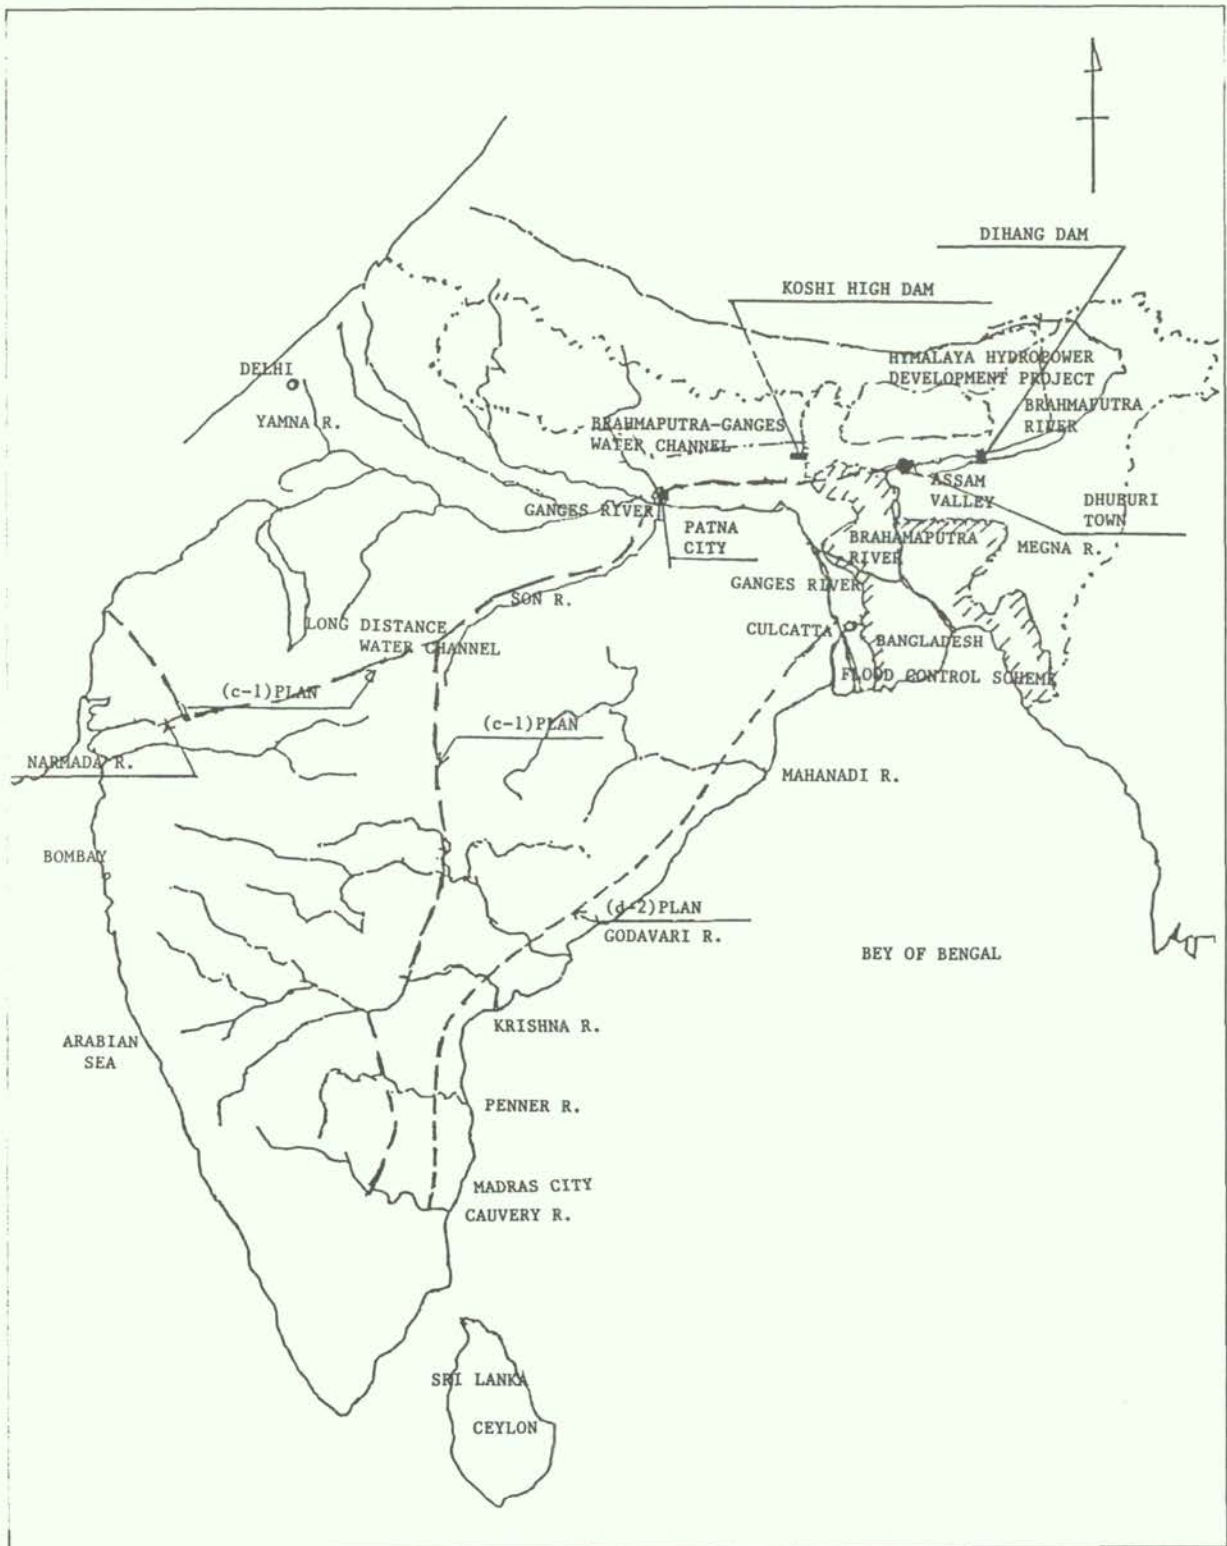 DIHANG DAM
KOSHI HIGH DAM
HYMALAYA HYDROPOWER
DEVELOPMENT PROJECT
DELHI
BRAHMAPUTRA
RIVER
YAMNA R.
BRAHMAPUTRA-GANGES
WATER CHANNEL
ASSAM
VALLEY
DHUBURI
TOWN
GANGES RIVER
PATNA
CITY
BRAHAMAPUTRA
RIVER
MEGNA R.
GANGES RIVER
SON R.
LONG DISTANCE
WATER CHANNEL
CULCATTA
BANGLADESH
FLOOD CONTROL SCHEME
(c-1)PLAN
(c-1)PLAN
NARMADA R.
MAHANADI R.
BOMBAY
(d-2)PLAN
GODAVARI R.
BEY OF BENGAL
KRISHNA R.
ARABIAN
SEA
PENNER R.
MADRAS CITY
CAUVERY R.
SRI LANKA
CEYLON